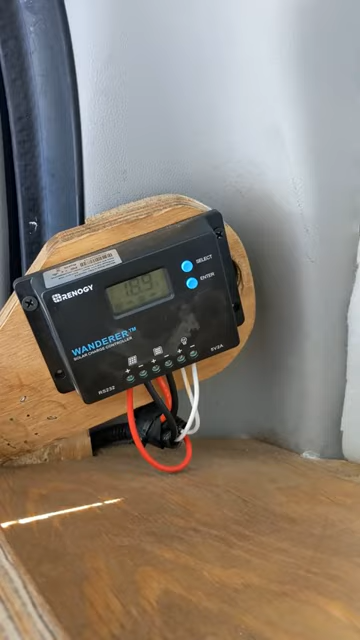 RENOGY
SELECT
ENTER
WANDERER™
SOLAR CHARGE CONTROLLER
RS232
5V2A